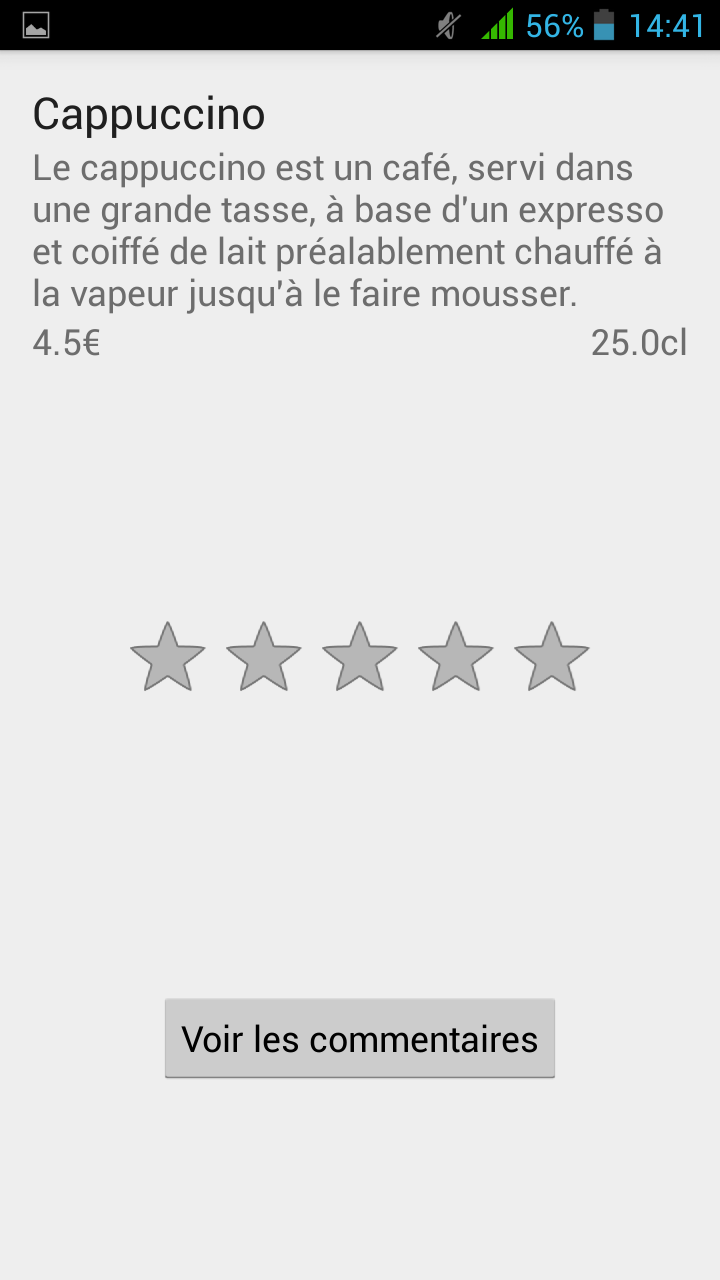 56% 14:41
Cappuccino
Le cappuccino est un café, servi dans
une grande tasse, à base d'un expresso
et coiffé de lait préalablement chauffé à
la vapeur jusqu'à le faire mousser.
4.5€ 25.0cl
Voir les commentaires